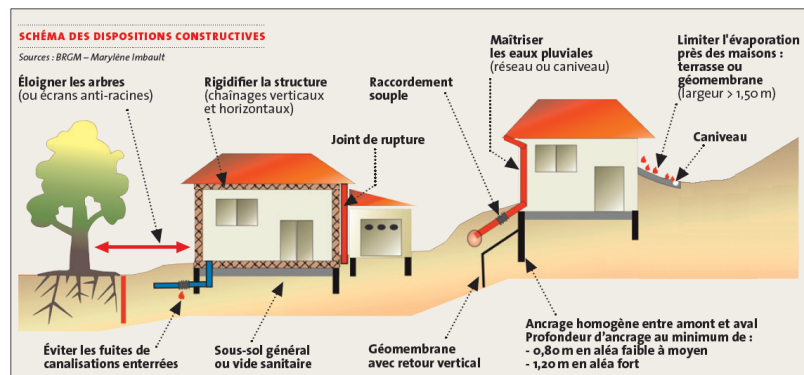 SCHÉMA DES DISPOSITIONS CONSTRUCTIVES
Sources : BRGM – Marylène Imbault
Éloigner les arbres
(ou écrans anti-racines)
Rigidifier la structure
(chaînages verticaux
et horizontaux)
Joint de rupture
Raccordement
souple
Maîtriser
les eaux pluviales
(réseau ou caniveau)
Limiter l'évaporation
près des maisons :
terrasse ou
géomembrane
(largeur > 1,50 m)
Caniveau
Éviter les fuites de
canalisations enterrées
Sous-sol général
ou vide sanitaire
Géomembrane
avec retour vertical
Ancrage homogène entre amont et aval
Profondeur d'ancrage au minimum de :
- 0,80 m en aléa faible à moyen
- 1,20 m en aléa fort